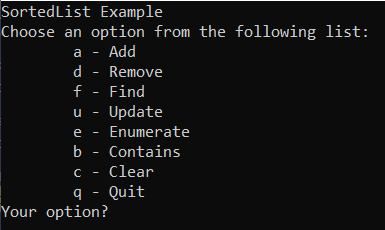 SortedList Example
Choose an option from the following list:
a - Add
d - Remove
f - Find
u - Update
e - Enumerate
b - Contains
c - Clear
q - Quit
Your option?